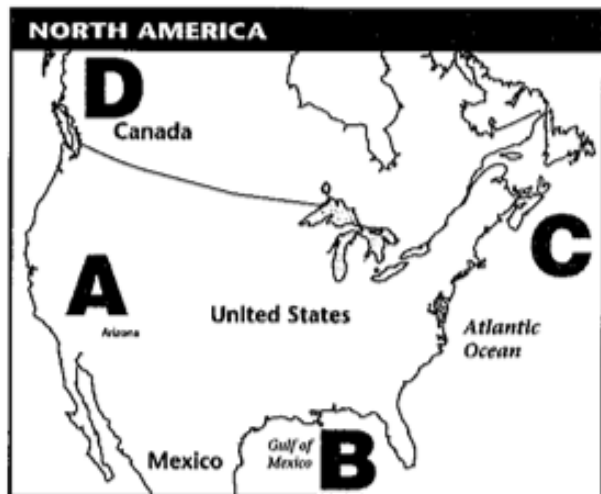 NORTH AMERICA
D
Canada
C
A
Arizona
United States
Atlantic
Ocean
Gulf of
Mexico
B
Mexico